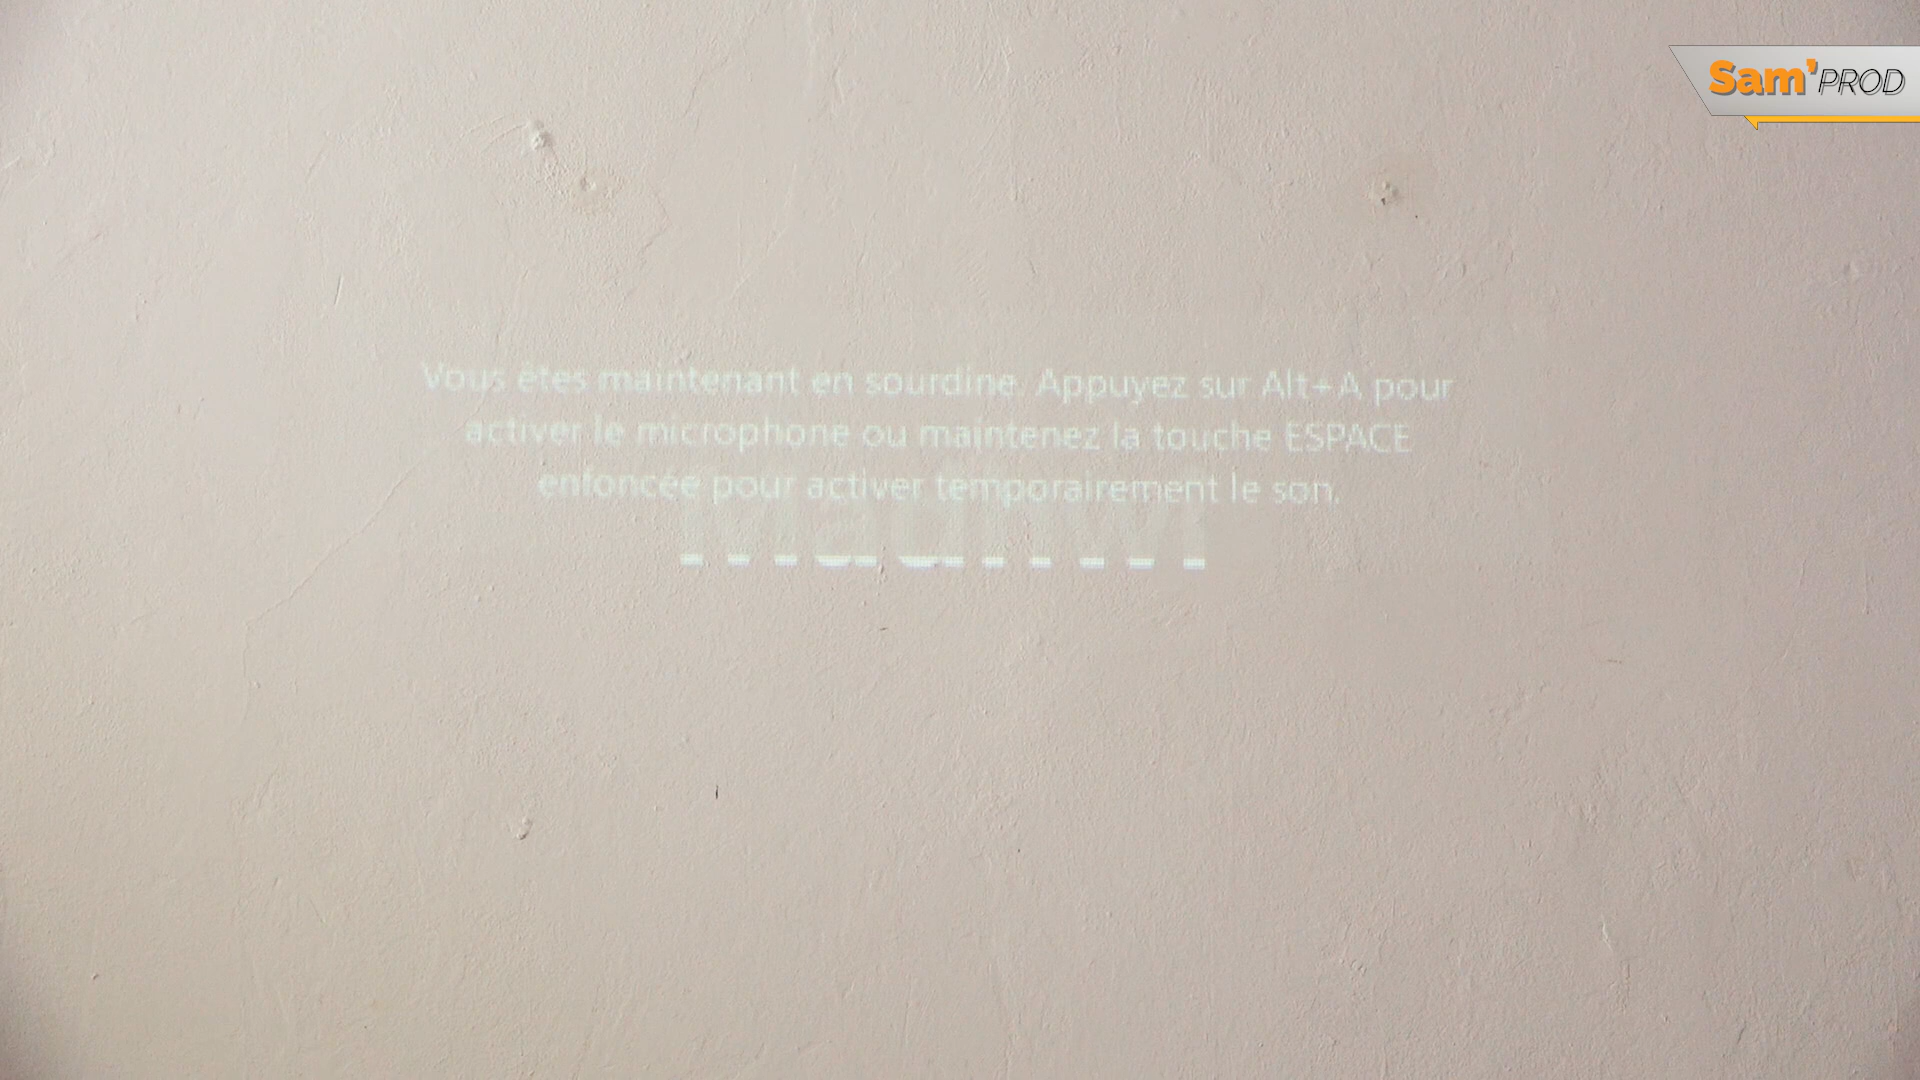 Sam'PROD
Vous êtes maintenant en sourdine. Appuyez sur Alt+A pour
activer le microphone ou maintenez la touche ESPACE
enfoncée pour activer temporairement le son.